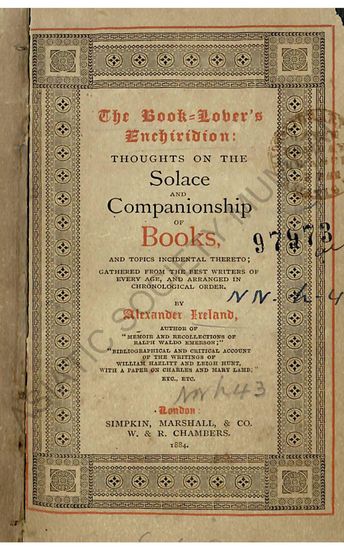 The Book-Lover's
Enchiridion:
THOUGHTS ON THE
Solace
AND
Companionship
OF
Books,
AND TOPICS INCIDENTAL THERETO;
GATHERED FROM THE BEST WRITERS OF
EVERY AGE, AND ARRANGED IN
CHRONOLOGICAL ORDER.
BY
Alexander Ireland,
AUTHOR OF
"MEMOIR AND RECOLLECTIONS OF
RALPH WALDO EMERSON;"
"BIBLIOGRAPHICAL AND CRITICAL ACCOUNT
OF THE WRITINGS OF
WILLIAM HAZLITT AND LEIGH HUNT,
WITH A PAPER ON CHARLES AND MARY LAMB,"
ETC., ETC.
London:
SIMPKIN, MARSHALL, & CO.
W. & R. CHAMBERS.
1884.
97973